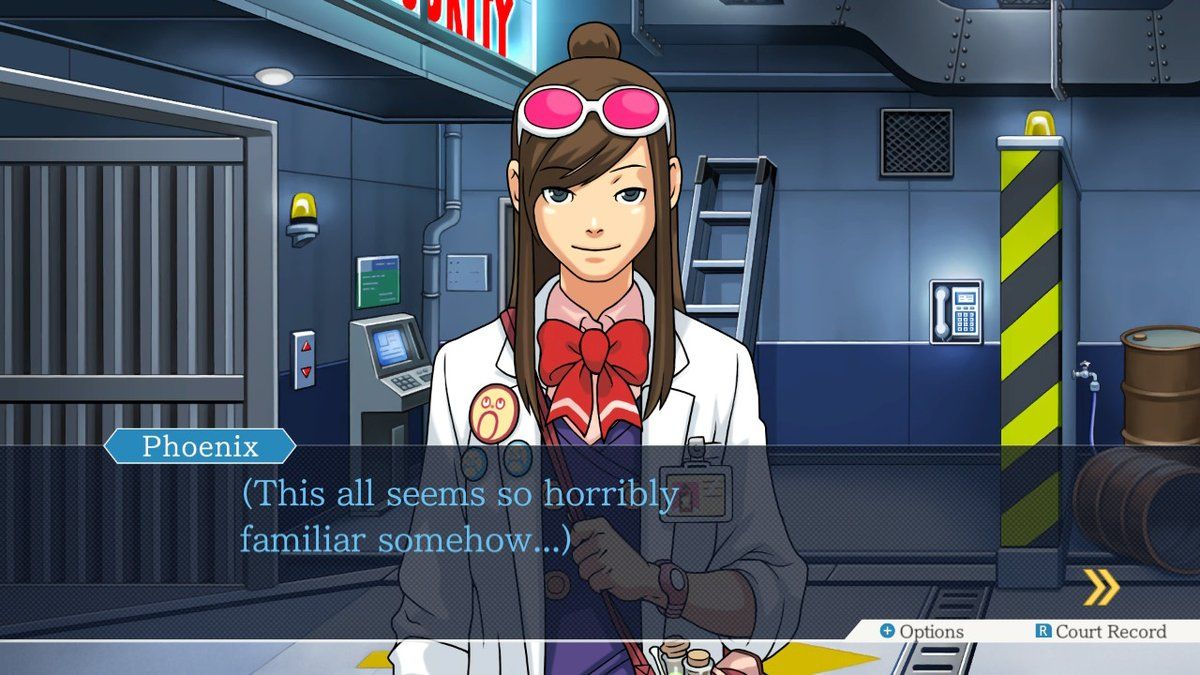 Phoenix
(This all seems so horribly
familiar somehow...)
+ Options
R Court Record